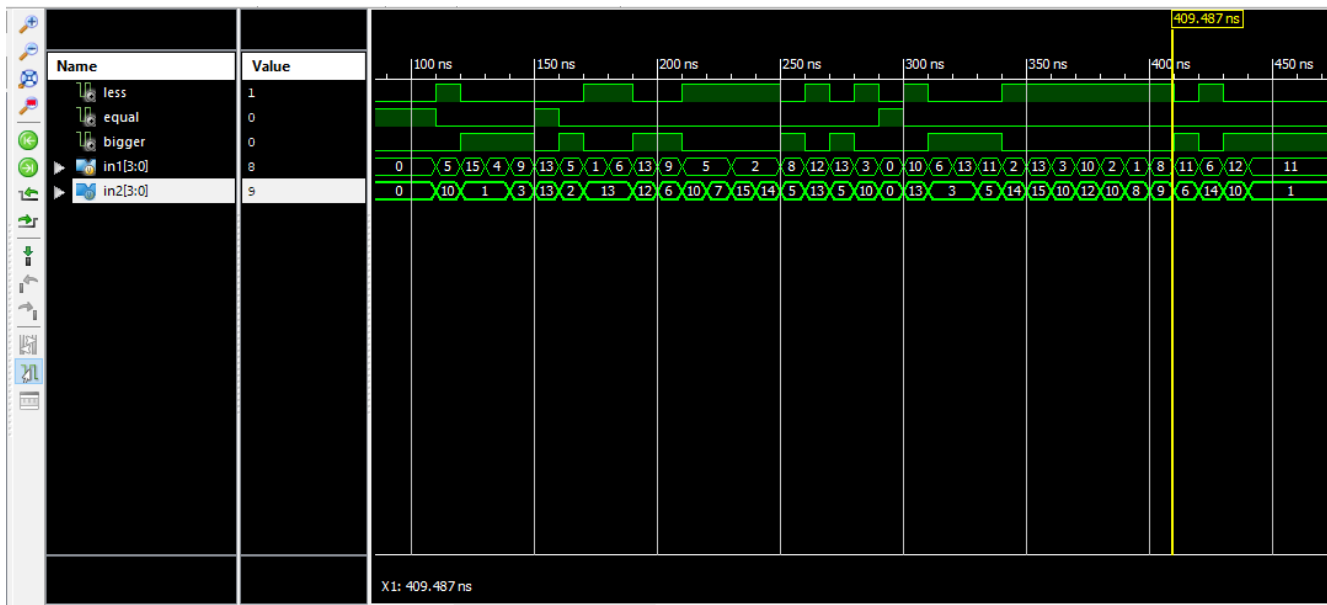 409.487 ns
Name Value 100 ns 150 ns 200 ns 250 ns 300 ns 350 ns 400 ns 450 ns
less 1
equal 0
bigger 0
in1[3:0] 8 0 5 15 4 9 13 5 1 6 13 9 5 2 8 12 13 3 0 10 6 13 11 2 13 3 10 2 1 8 11 6 12 11
in2[3:0] 9 0 10 1 3 13 2 13 12 6 10 7 15 14 5 13 5 10 0 13 3 5 14 15 10 12 10 8 9 6 14 10 1
X1: 409.487 ns